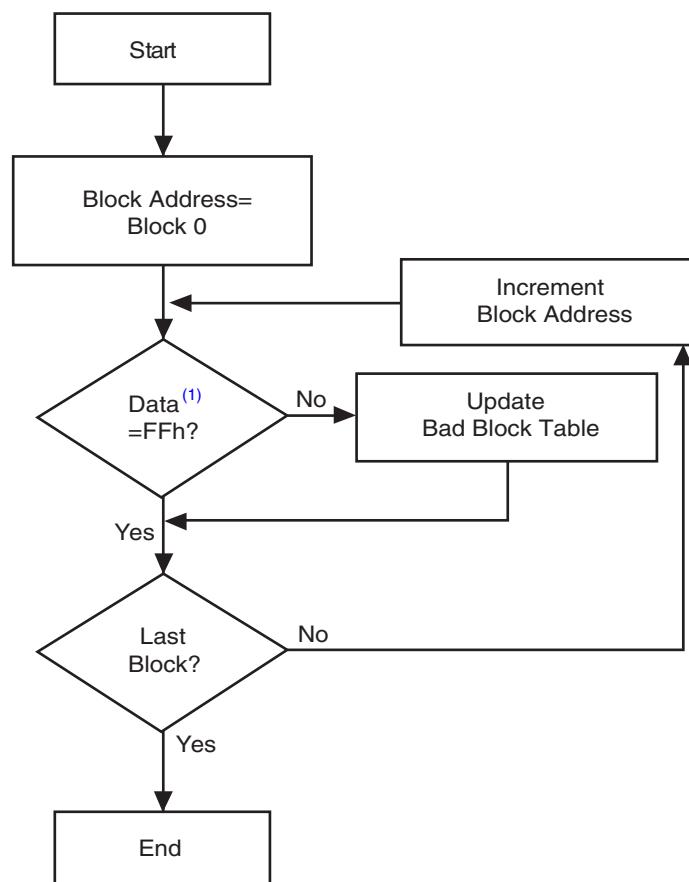 Start
Block Address=
Block 0
Increment
Block Address
Data(1)
=FFh?
No
Update
Bad Block Table
Yes
Last
Block?
No
Yes
End